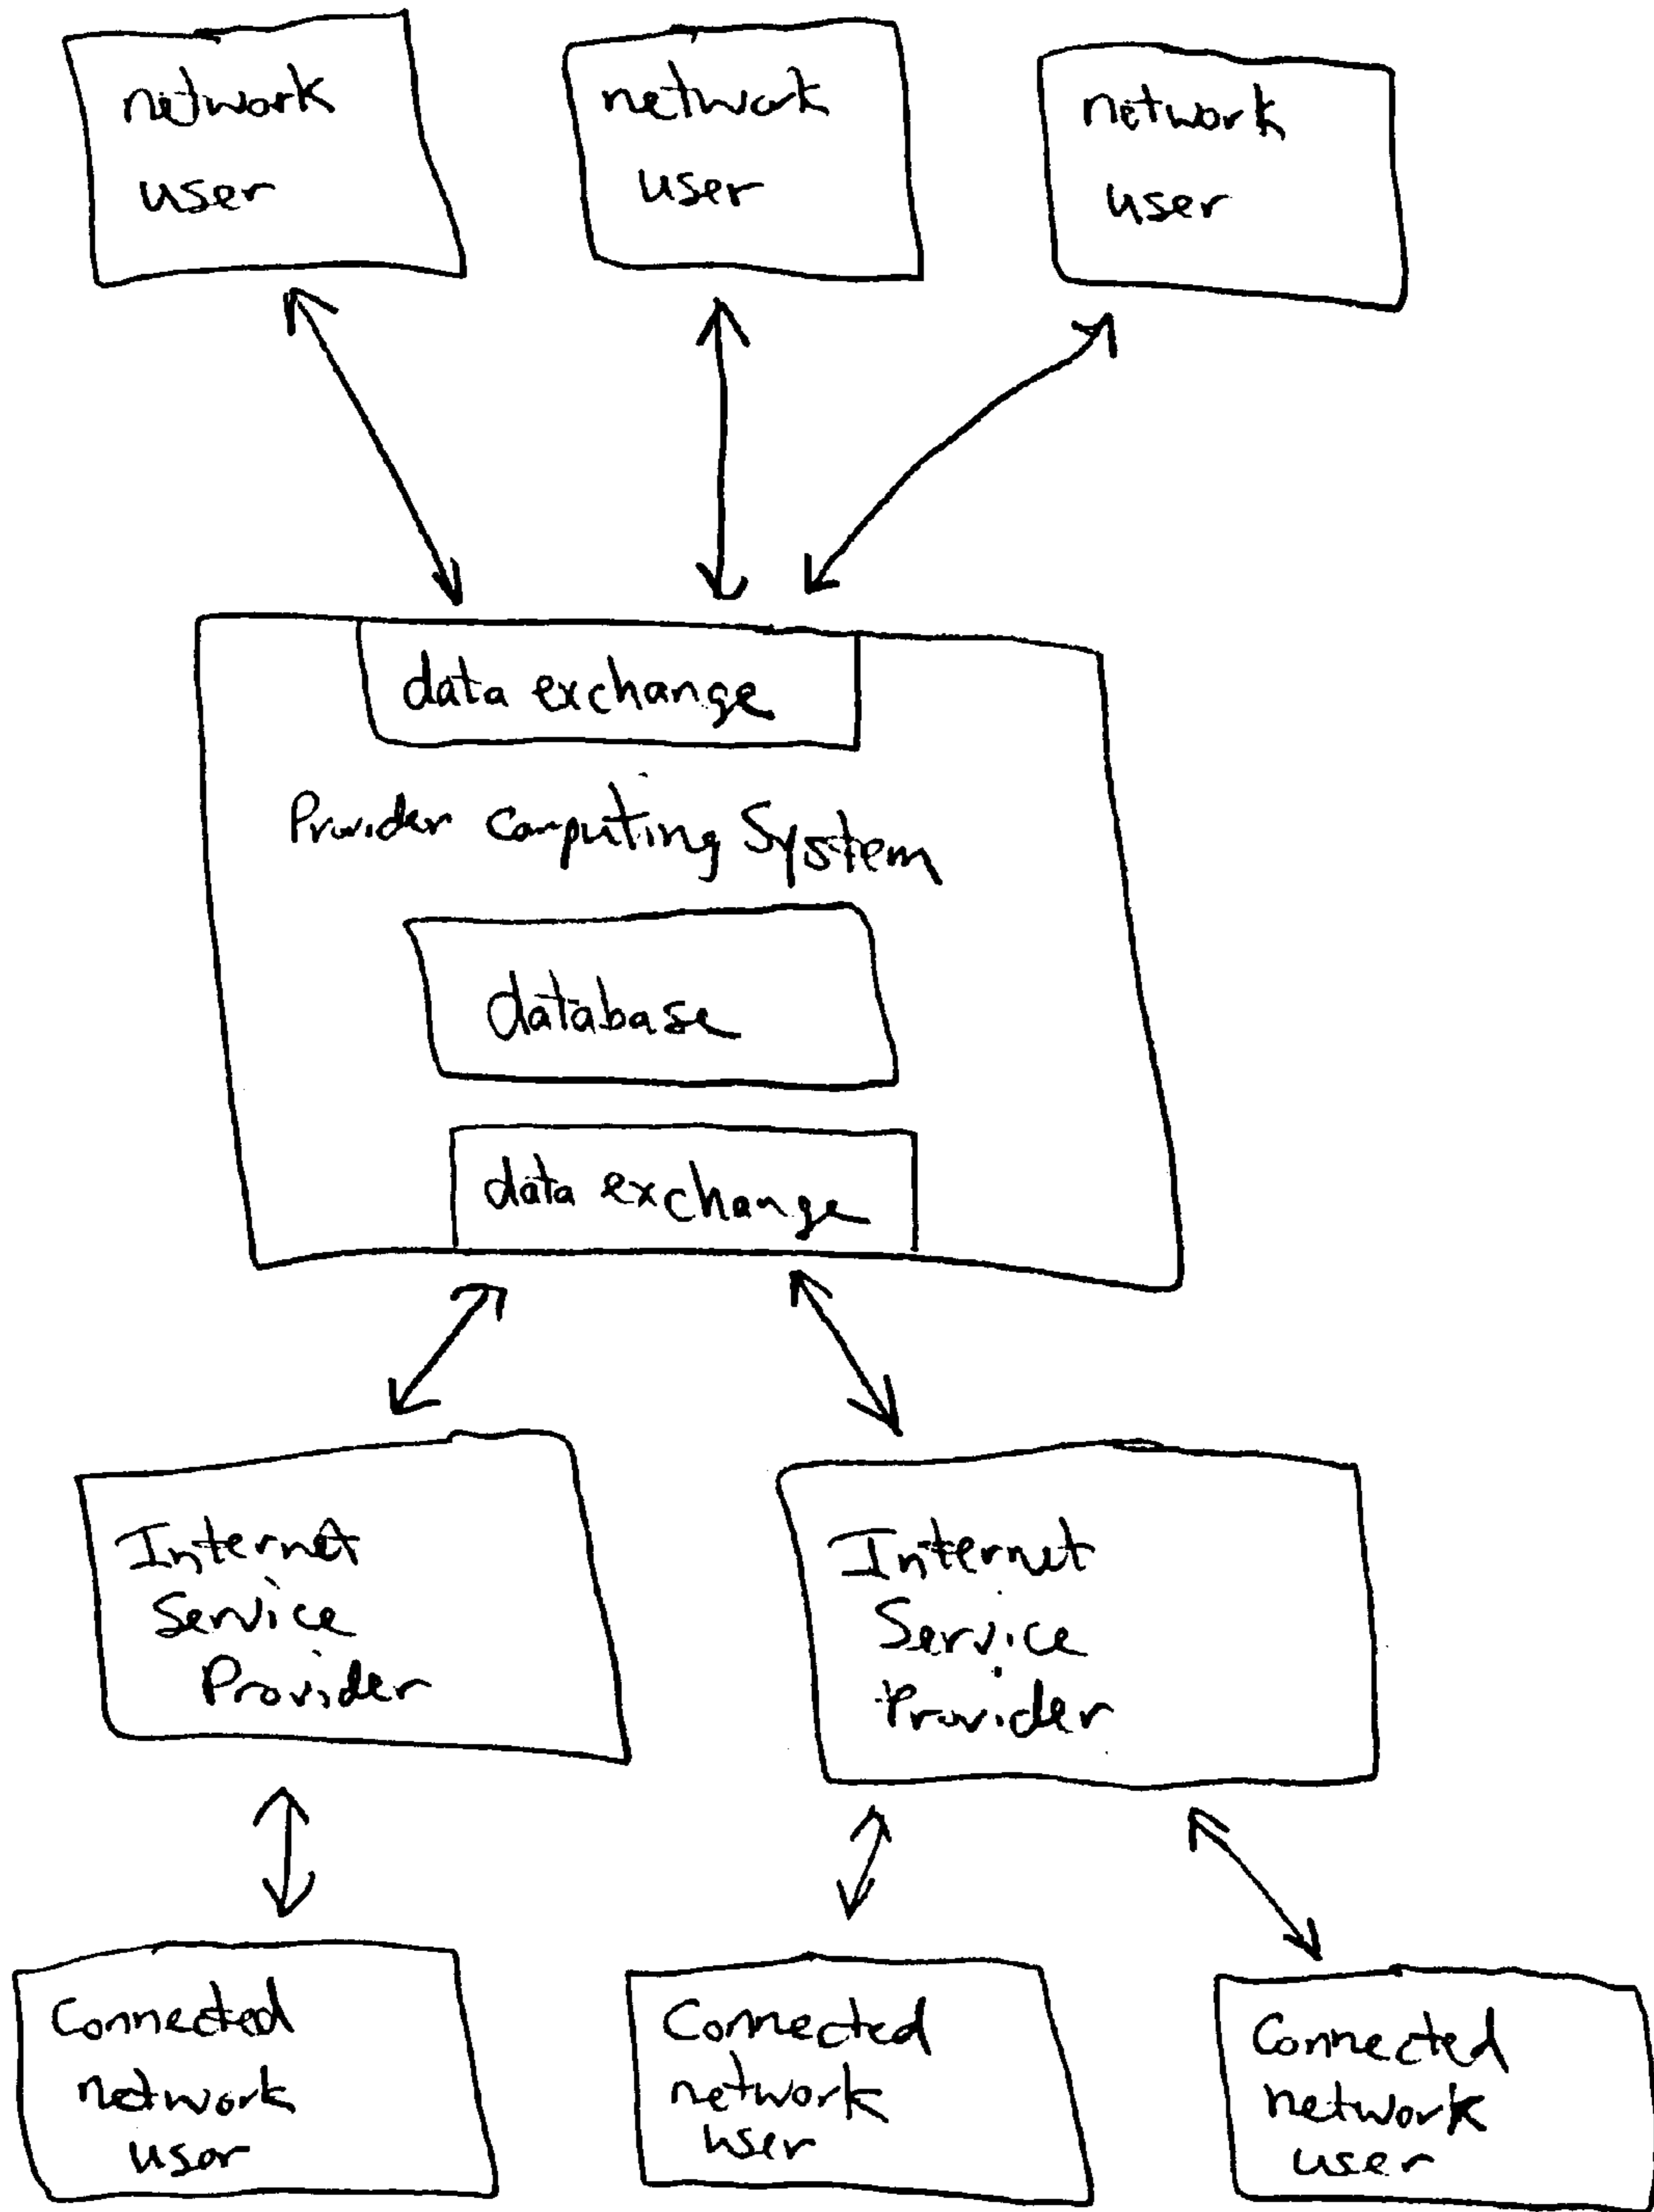 network
user
network
user
network
user
data exchange
Provider Computing System
database
data exchange
Internet
Service
Provider
Internet
Service
Provider
Connected
network
user
Connected
network
user
Connected
network
user